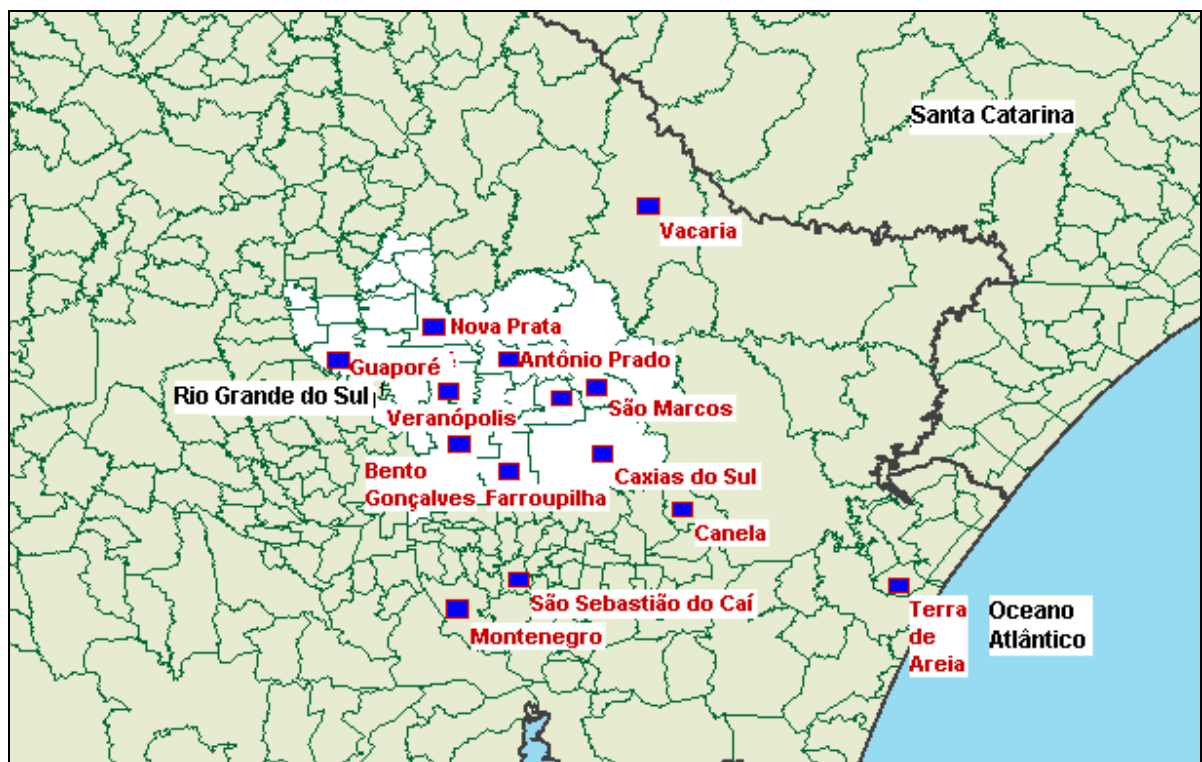 Santa Catarina
Vacaria
Nova Prata
Guaporé
Antônio Prado
Rio Grande do Sul
Veranópolis
São Marcos
Bento
Gonçalves
Farroupilha
Caxias do Sul
Canela
São Sebastião do Caí
Montenegro
Terra
de
Areia
Oceano
Atlântico